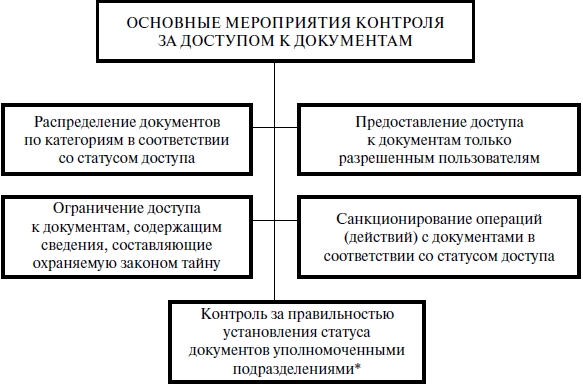 ОСНОВНЫЕ МЕРОПРИЯТИЯ КОНТРОЛЯ
ЗА ДОСТУПОМ К ДОКУМЕНТАМ
Распределение документов
по категориям в соответствии
со статусом доступа
Предоставление доступа
к документам только
разрешенным пользователям
Ограничение доступа
к документам, содержащим
сведения, составляющие
охраняемую законом тайну
Санкционирование операций
(действий) с документами в
соответствии со статусом доступа
Контроль за правильностью
установления статуса
документов уполномоченными
подразделениями*